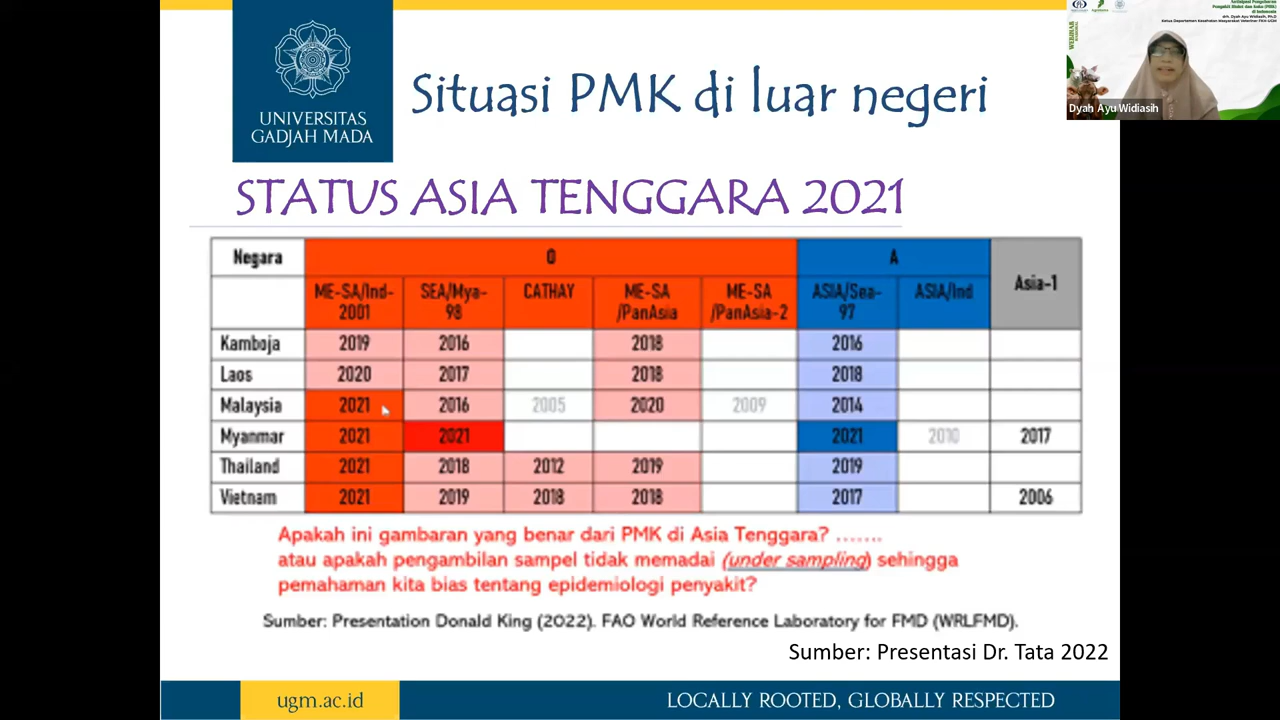 UNIVERSITAS
GADJAH MADA
Situasi PMK di luar negeri
Dyah Ayu Widiasih
STATUS ASIA TENGGARA 2021
Negara O A Asia-1
ME-SA/Ind-2001 SEA/Mya-98 CATHAY ME-SA/PanAsia ME-SA/PanAsia-2 ASIA/Sea-97 ASIA/Ind
Kamboja 2019 2016 2018 2016
Laos 2020 2017 2018 2018
Malaysia 2021 2016 2005 2020 2009 2014
Myanmar 2021 2021 2021 2010 2017
Thailand 2021 2018 2012 2019 2019
Vietnam 2021 2019 2018 2018 2017 2006
Apakah ini gambaran yang benar dari PMK di Asia Tenggara? .......
atau apakah pengambilan sampel tidak memadai (under sampling) sehingga
pemahaman kita bias tentang epidemiologi penyakit?
Sumber: Presentation Donald King (2022). FAO World Reference Laboratory for FMD (WRLFMD).
Sumber: Presentasi Dr. Tata 2022
ugm.ac.id
LOCALLY ROOTED, GLOBALLY RESPECTED